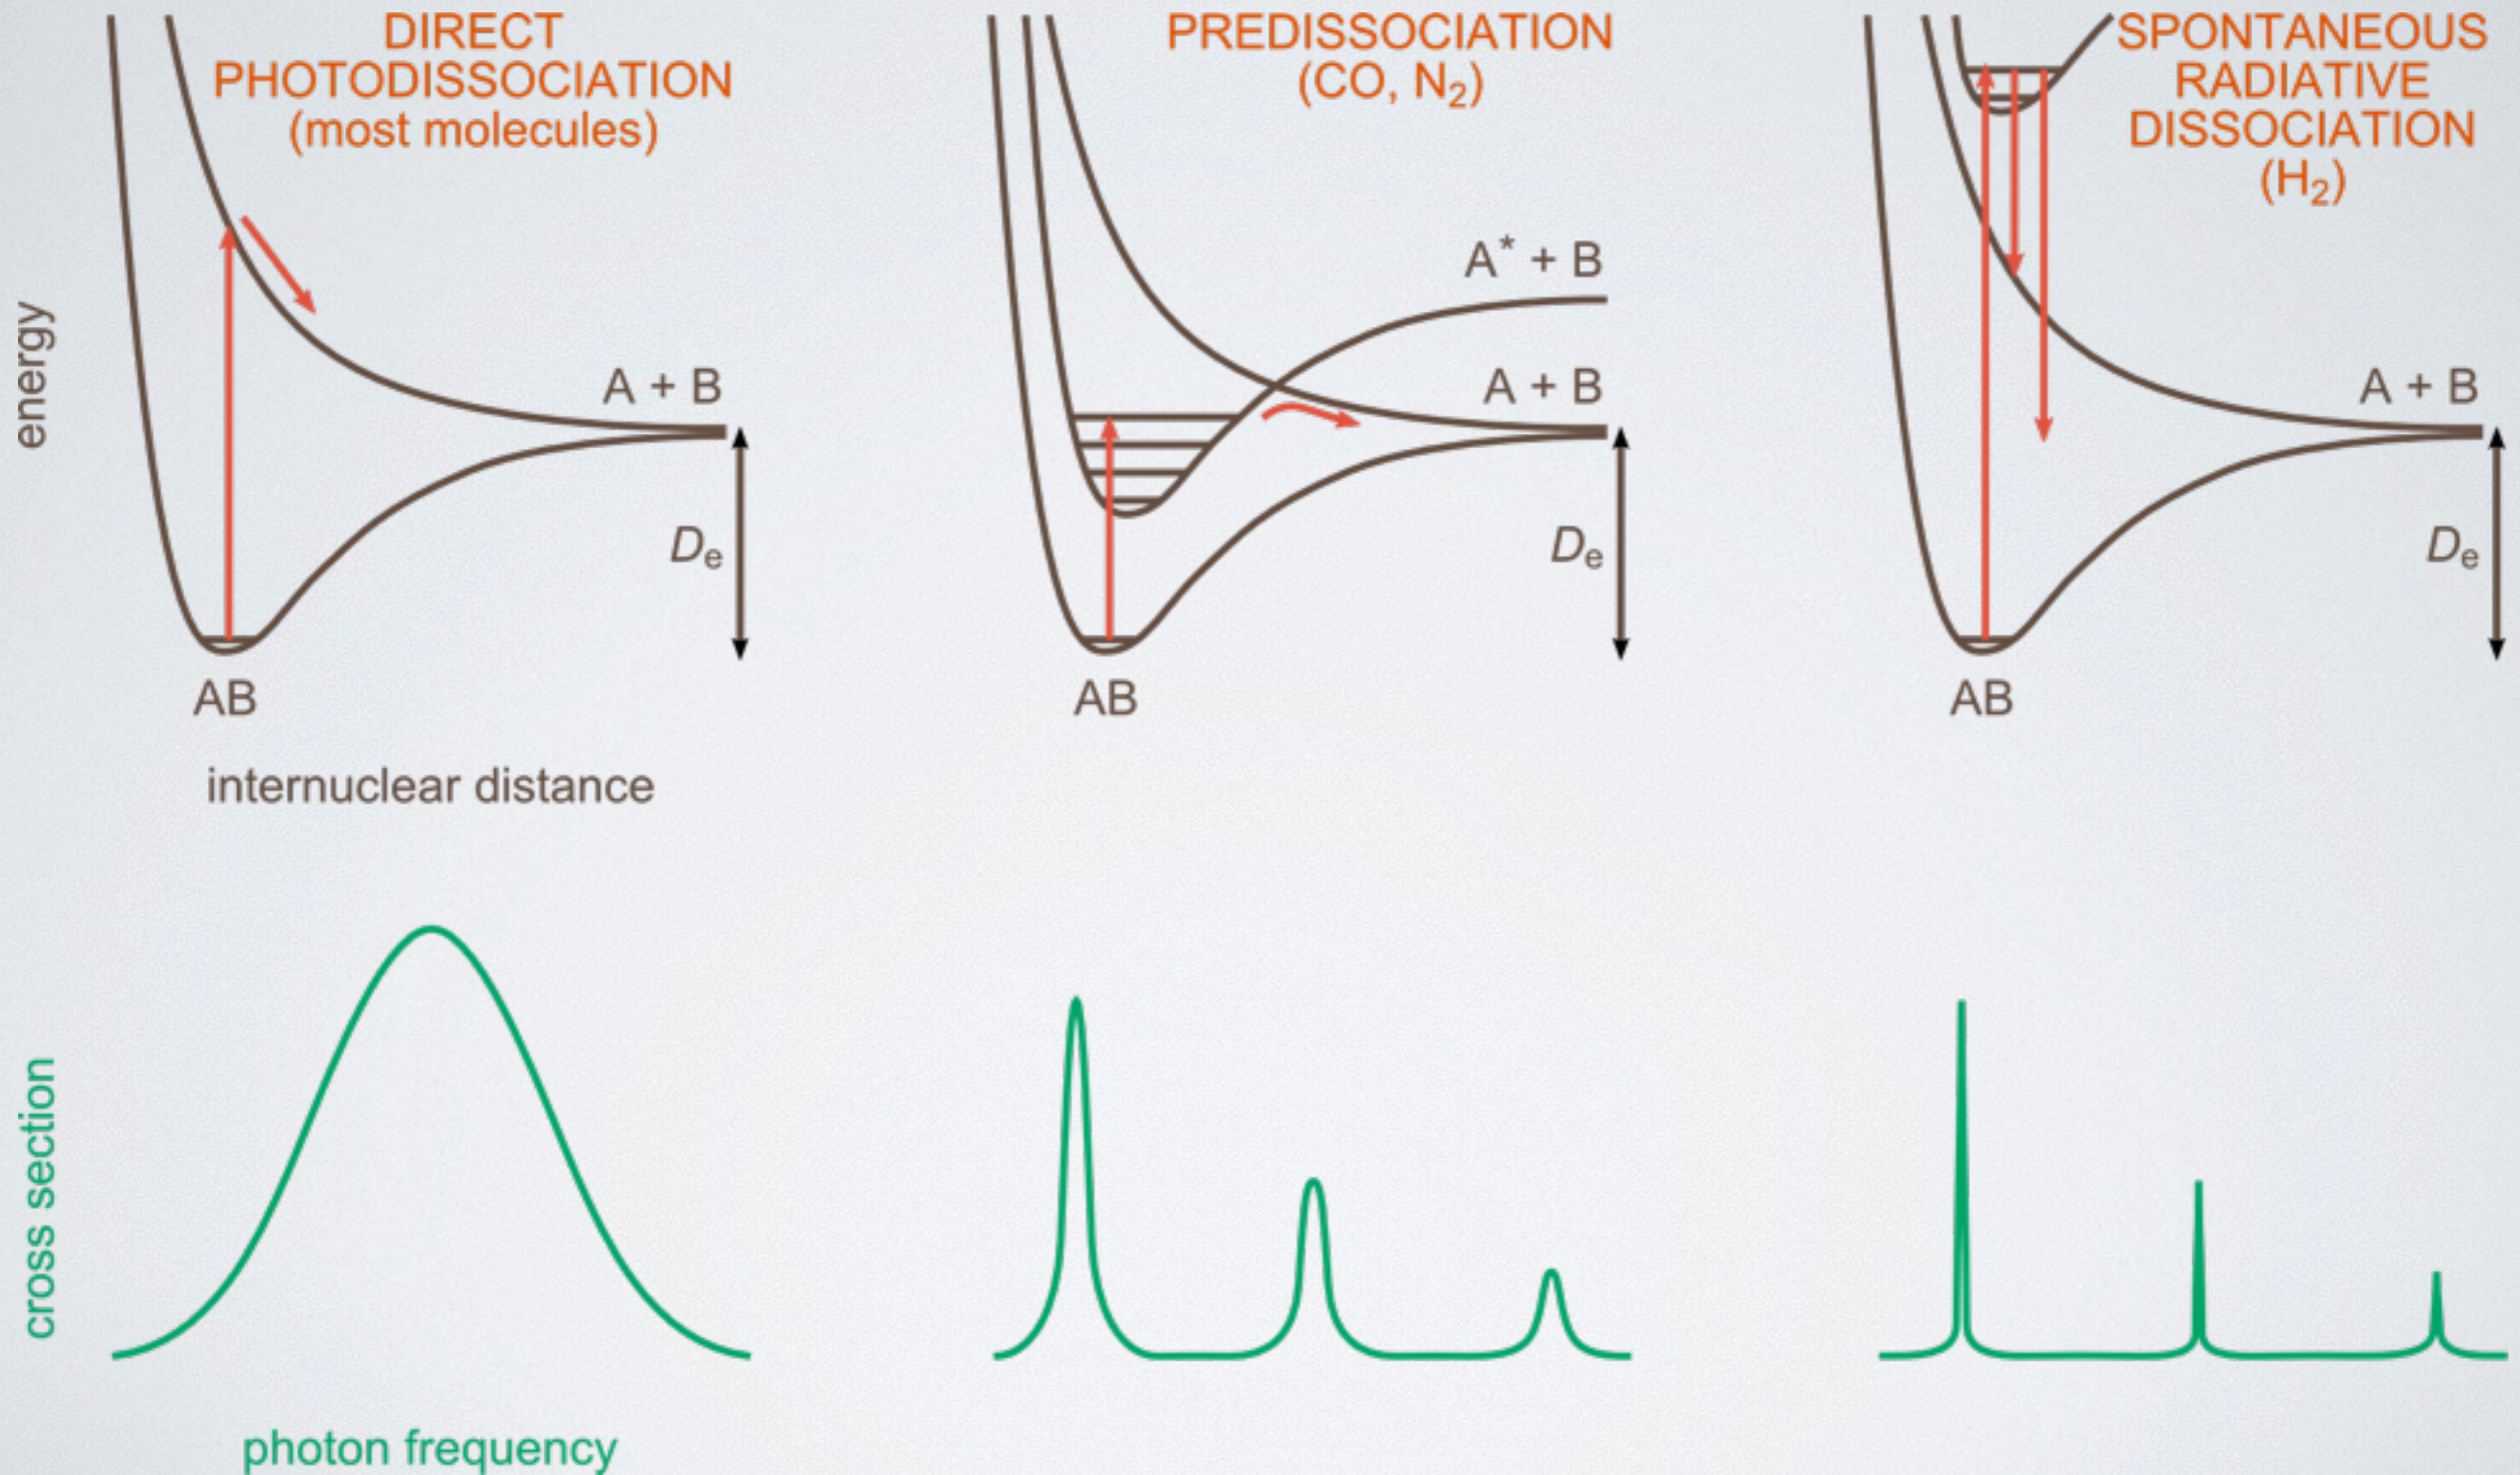 DIRECT
PHOTODISSOCIATION
(most molecules)
energy
A + B
Dₑ
AB
internuclear distance
PREDISSOCIATION
(CO, N₂)
A* + B
A + B
Dₑ
AB
SPONTANEOUS
RADIATIVE
DISSOCIATION
(H₂)
A + B
Dₑ
AB
cross section
photon frequency